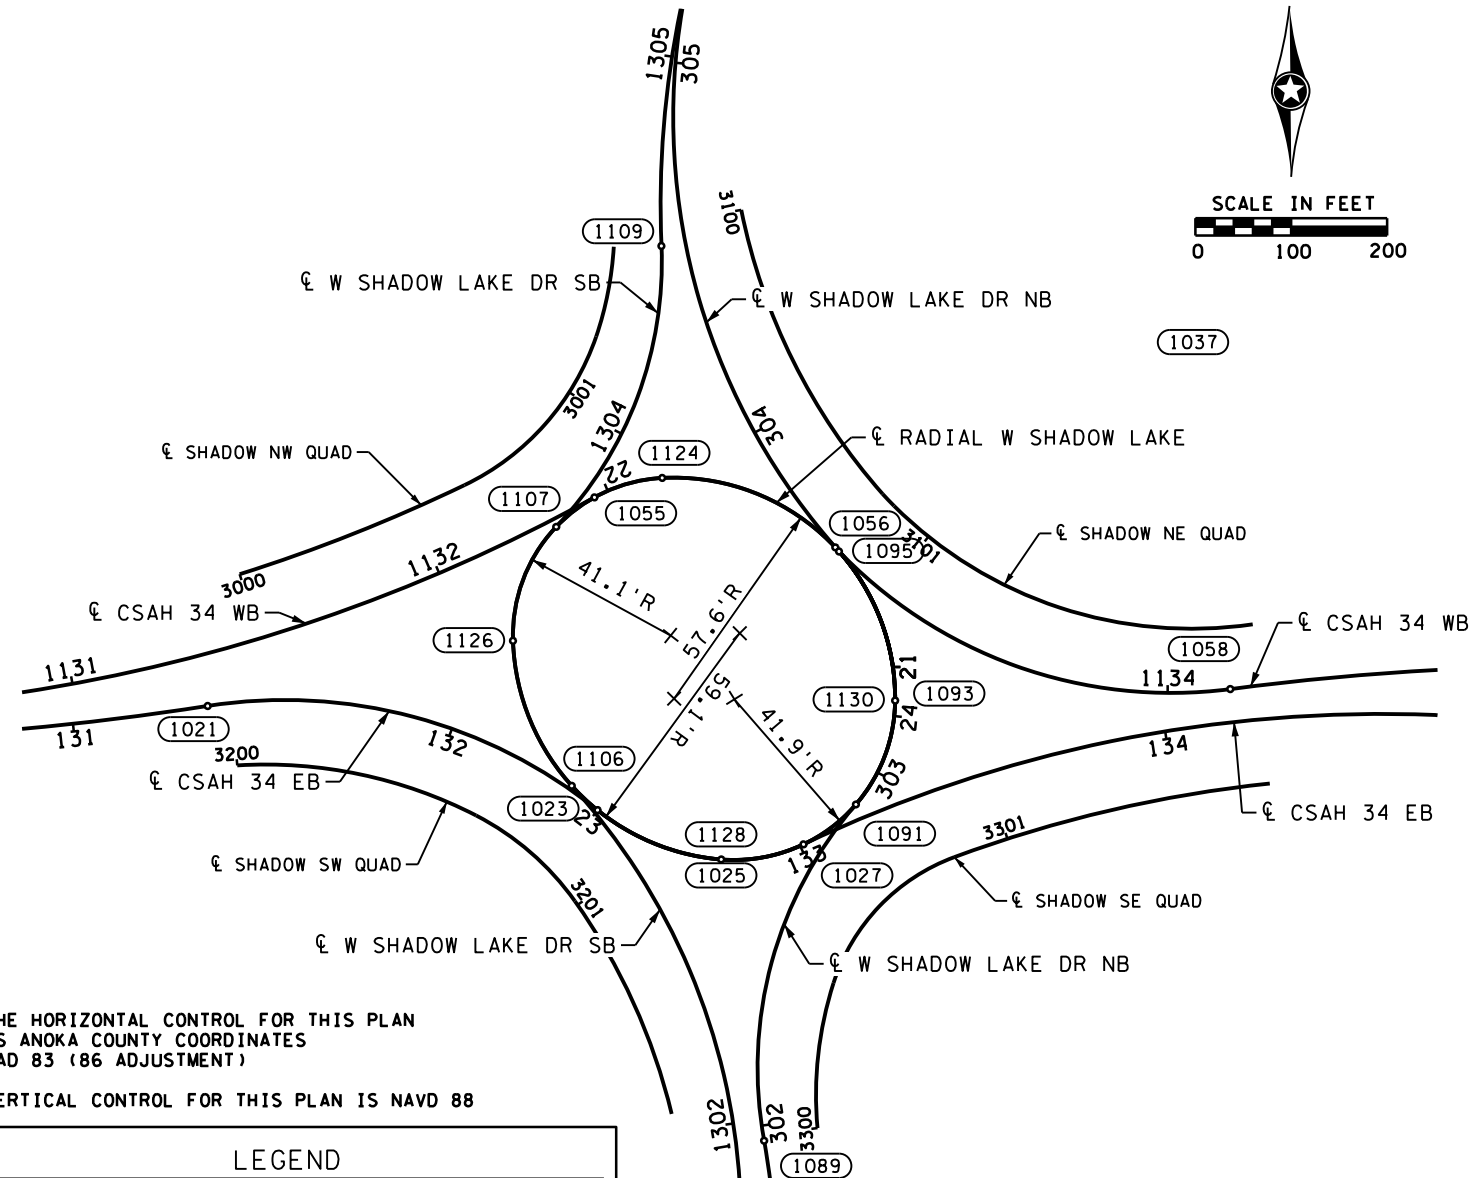 1305
305
SCALE IN FEET
0 100 200
3100
1109
℄ W SHADOW LAKE DR SB
℄ W SHADOW LAKE DR NB
1037
3001
1304
304
℄ RADIAL W SHADOW LAKE
℄ SHADOW NW QUAD
1124
22
1107
1055
1056
1095
3101
℄ SHADOW NE QUAD
1132
3000
41.1'R
57.6'R
℄ CSAH 34 WB
℄ CSAH 34 WB
1126
1058
1131
21
1134
1130
1093
59.1'R
24
41.9'R
1021
131
132
134
3200
1106
℄ CSAH 34 EB
303
1023
23
℄ CSAH 34 EB
1128
1091
3301
133
℄ SHADOW SW QUAD
1025
1027
3201
℄ SHADOW SE QUAD
℄ W SHADOW LAKE DR SB
℄ W SHADOW LAKE DR NB
HE HORIZONTAL CONTROL FOR THIS PLAN
S ANOKA COUNTY COORDINATES
AD 83 (86 ADJUSTMENT)
ERTICAL CONTROL FOR THIS PLAN IS NAVD 88
1302
302
3300
1089
LEGEND